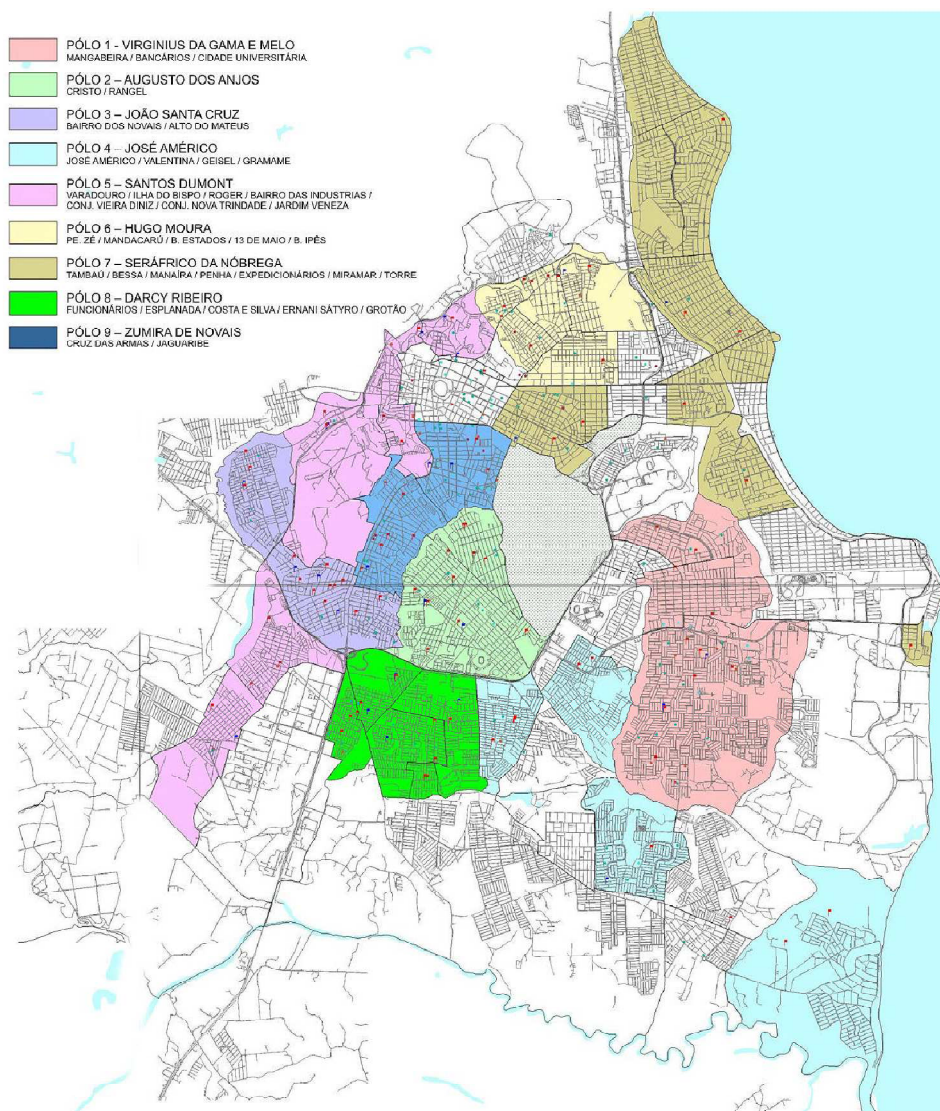 PÓLO 1 - VIRGINIUS DA GAMA E MELO
MANGABEIRA / BANCÁRIOS / CIDADE UNIVERSITÁRIA
PÓLO 2 – AUGUSTO DOS ANJOS
CRISTO / RANGEL
PÓLO 3 – JOÃO SANTA CRUZ
BAIRRO DOS NOVAIS / ALTO DO MATEUS
PÓLO 4 – JOSÉ AMÉRICO
JOSÉ AMÉRICO / VALENTINA / GEISEL / GRAMAME
PÓLO 5 – SANTOS DUMONT
VARADOURO / ILHA DO BISPO / ROGER / BAIRRO DAS INDUSTRIAS /
CONJ. VIEIRA DINIZ / CONJ. NOVA TRINDADE / JARDIM VENEZA
PÓLO 6 – HUGO MOURA
PE. ZÉ / MANDACARÚ / B. ESTADOS / 13 DE MAIO / B. IPÊS
PÓLO 7 – SERÁFRICO DA NÓBREGA
TAMBAÚ / BESSA / MANAÍRA / PENHA / EXPEDICIONÁRIOS / MIRAMAR / TORRE
PÓLO 8 – DARCY RIBEIRO
FUNCIONÁRIOS / ESPLANADA / COSTA E SILVA / ERNANI SÁTYRO / GROTÃO
PÓLO 9 – ZUMIRA DE NOVAIS
CRUZ DAS ARMAS / JAGUARIBE